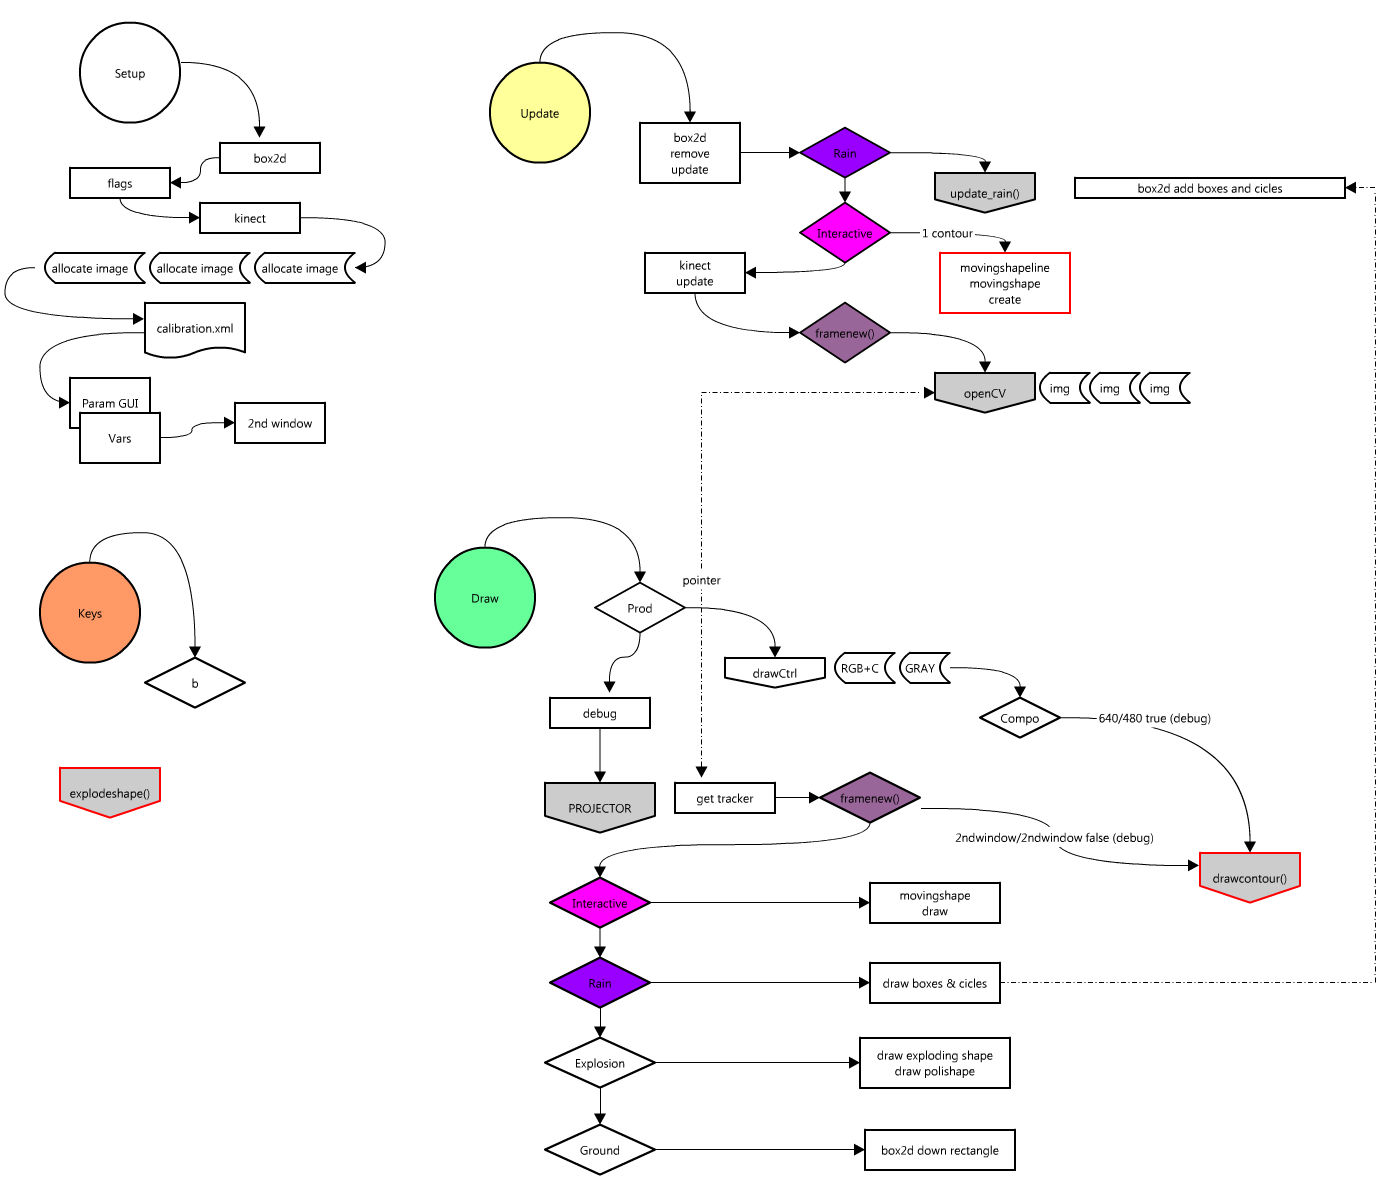 Setup
box2d
flags
kinect
allocate image
allocate image
allocate image
calibration.xml
Param GUI
Vars
2nd window
Update
box2d
remove
update
Rain
update_rain()
box2d add boxes and cicles
Interactive
1 contour
kinect
update
movingshapeline
movingshape
create
framenew()
openCV
img
img
img
Keys
b
explodeshape()
Draw
Prod
pointer
drawCtrl
RGB+C
GRAY
Compo
640/480 true (debug)
debug
PROJECTOR
get tracker
framenew()
2ndwindow/2ndwindow false (debug)
drawcontour()
Interactive
movingshape
draw
Rain
draw boxes & cicles
Explosion
draw exploding shape
draw polishape
Ground
box2d down rectangle